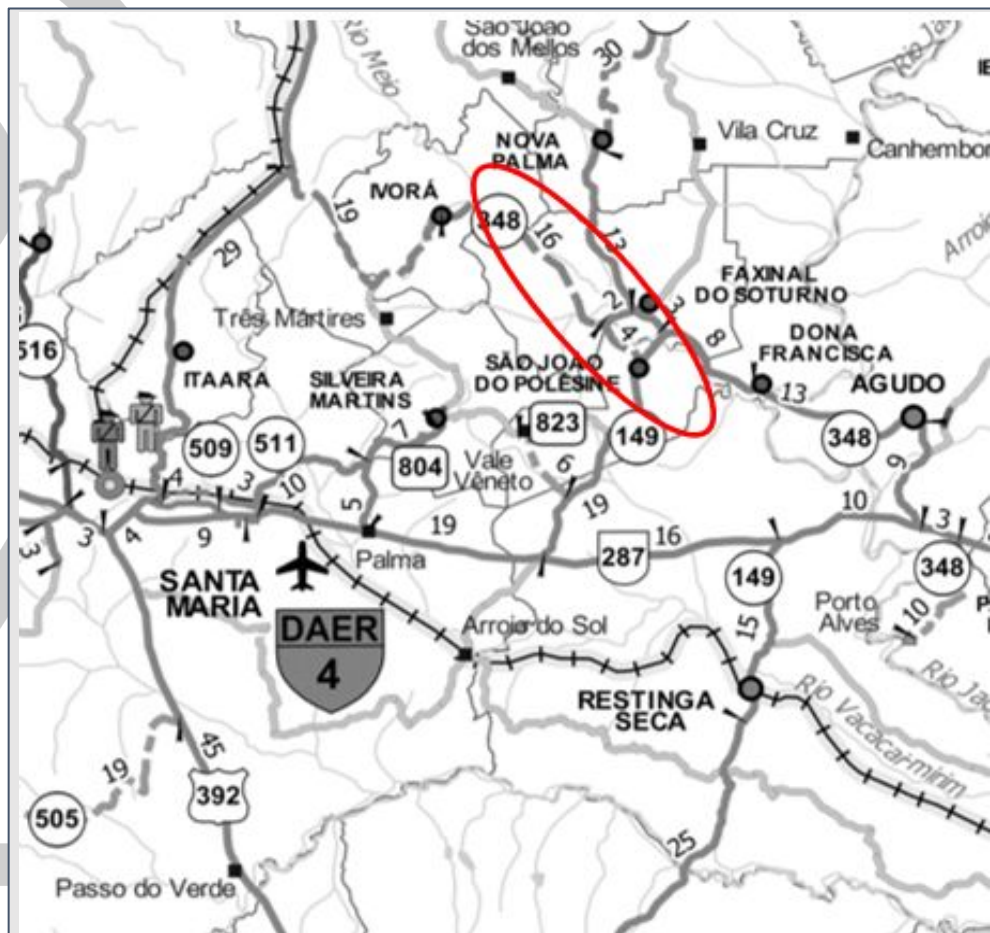 São João
dos Mellos
Rio Meio
30
NOVA
PALMA
Vila Cruz
Canhembor
IVORÁ
19
348
16
13
29
Três Mártires
2
3
4
8
FAXINAL
DO SOTURNO
DONA
FRANCISCA
13
AGUDO
516
ITAARA
SILVEIRA
MARTINS
SÃO JOÃO
DO POLÊSINE
7
823
149
348
509
511
804
Vale
Vêneto
6
9
4
3
10
5
19
19
16
10
3
3
3
4
9
Palma
287
149
348
SANTA
MARIA
DAER
4
Arroio do Sol
15
Porto
Alves
10
RESTINGA
SECA
Rio Vacacaí-mirim
19
45
392
505
25
Passo do Verde